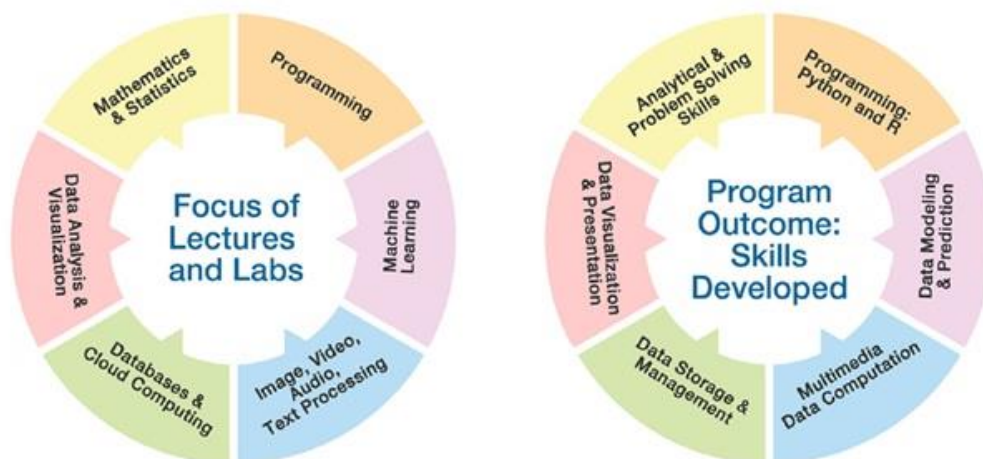 Mathematics
& Statistics
Programming
Machine
Learning
Image, Video,
Audio,
Text Processing
Databases &
Cloud Computing
Data Analysis &
Visualization
Focus of
Lectures
and Labs
Analytical &
Problem Solving
Skills
Programming:
Python and R
Data Modeling
& Prediction
Multimedia
Data Computation
Data Storage &
Management
Data Visualization
& Presentation
Program
Outcome:
Skills
Developed